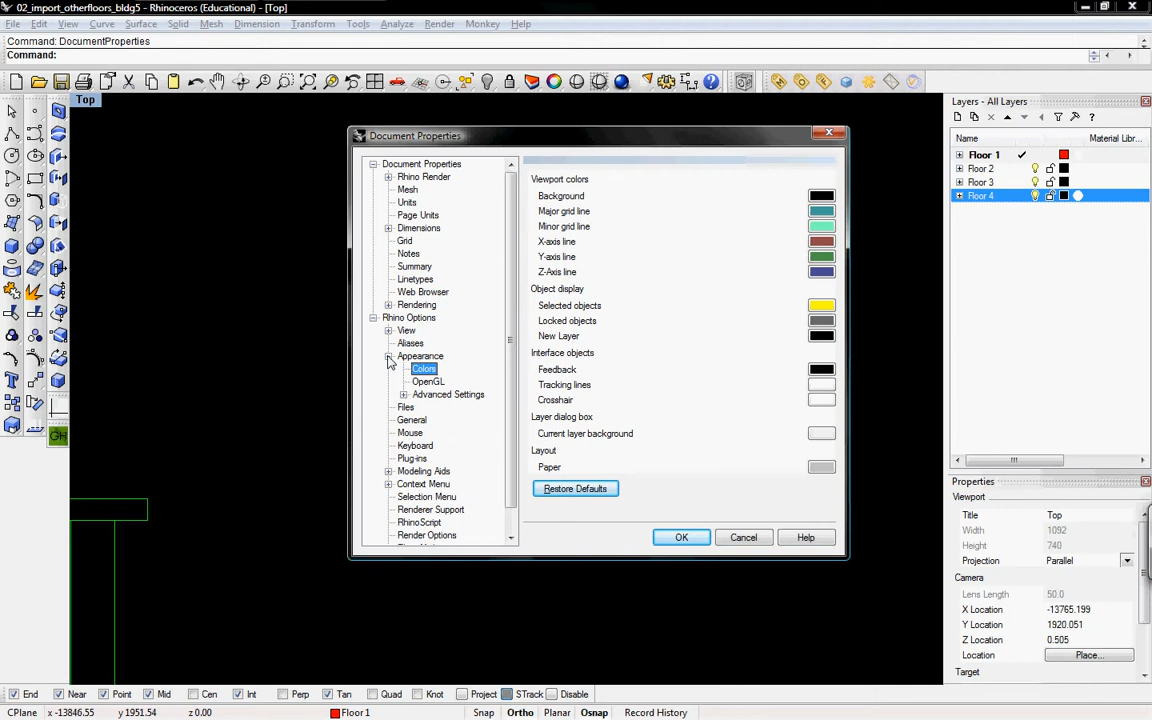 02_import_otherfloors_bldg5 - Rhinoceros (Educational) - [Top]
File Edit View Curve Surface Solid Mesh Dimension Transform Tools Analyze Render Monkey Help
Command: DocumentProperties
Command:
Top
Layers - All Layers
Name Material Libr...
Floor 1
Floor 2
Floor 3
Floor 4
Document Properties
Document Properties
Rhino Render
Mesh
Units
Page Units
Dimensions
Grid
Notes
Summary
Linetypes
Web Browser
Rendering
Rhino Options
View
Aliases
Appearance
Colors
OpenGL
Advanced Settings
Files
General
Mouse
Keyboard
Plug-ins
Modeling Aids
Context Menu
Selection Menu
Renderer Support
RhinoScript
Render Options
Viewport colors
Background
Major grid line
Minor grid line
X-axis line
Y-axis line
Z-Axis line
Object display
Selected objects
Locked objects
New Layer
Interface objects
Feedback
Tracking lines
Crosshair
Layer dialog box
Current layer background
Layout
Paper
Restore Defaults
OK Cancel Help
GH
Properties
Viewport
Title Top
Width 1092
Height 740
Projection Parallel
Camera
Lens Length 50.0
X Location -13765.199
Y Location 1920.051
Z Location 0.505
Location Place...
Target
End Near Point Mid Cen Int Perp Tan Quad Knot Project STrack Disable
CPlane x -13846.55 y 1951.54 z 0.00 Floor 1 Snap Ortho Planar Osnap Record History